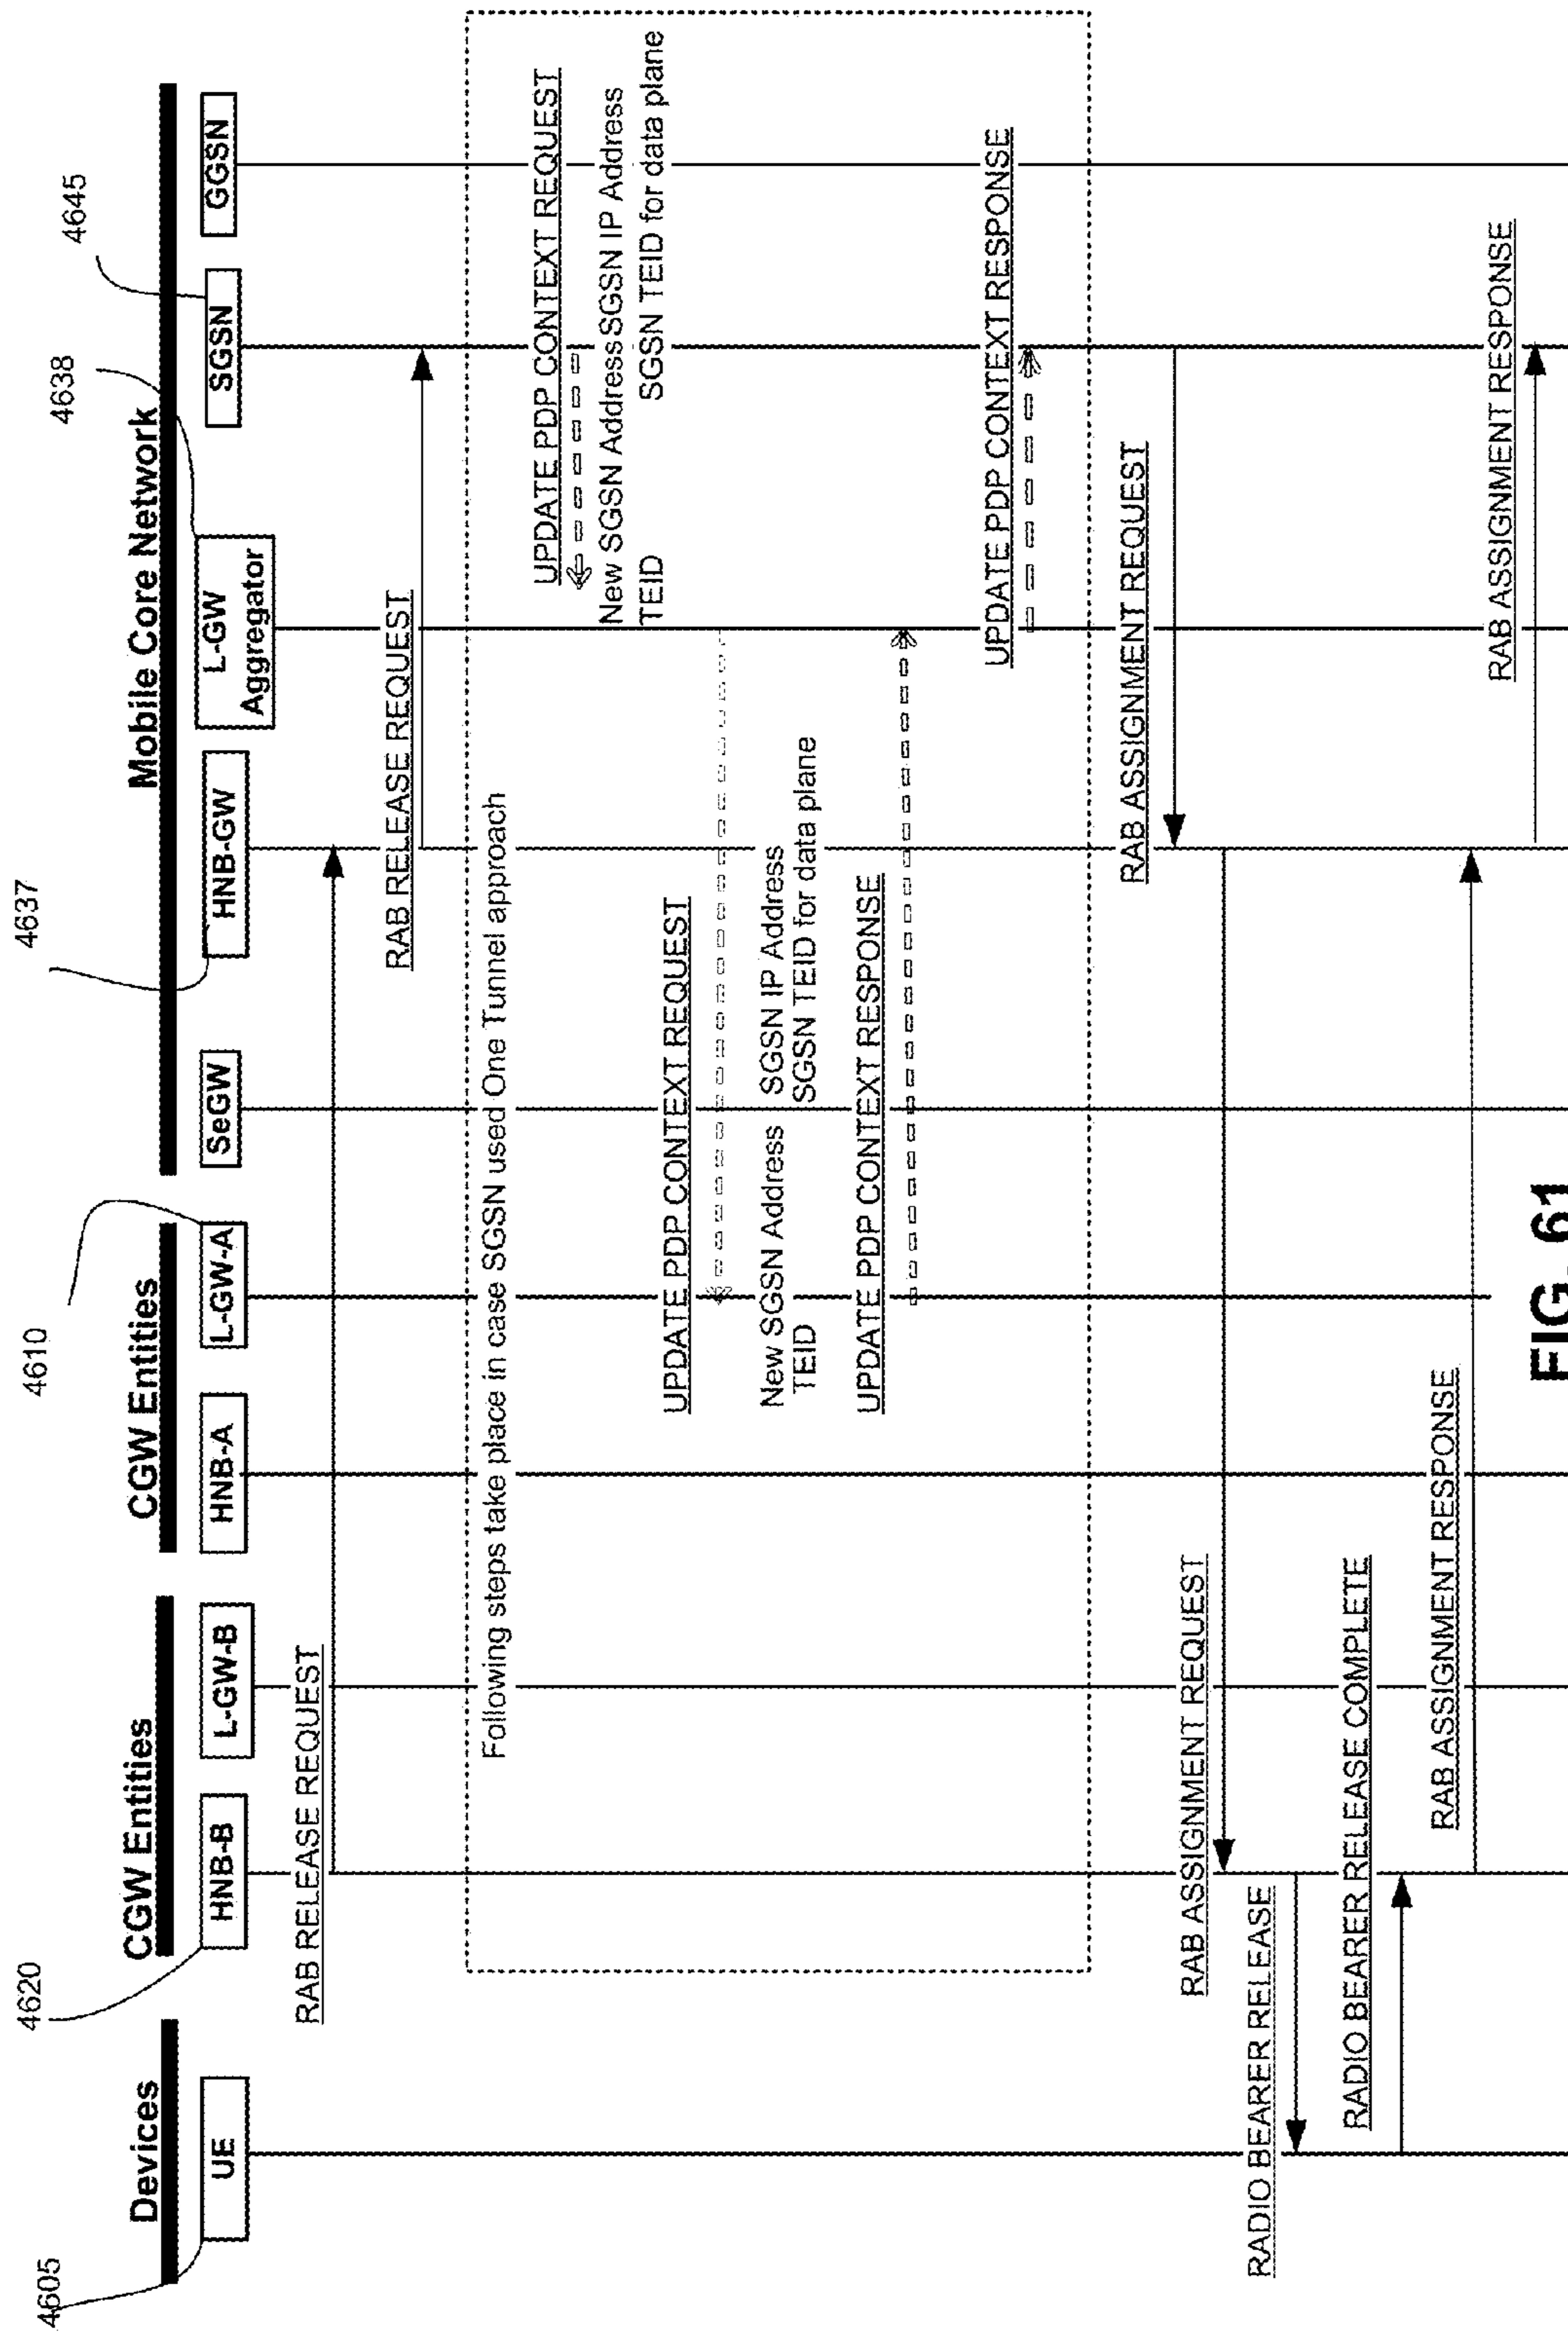 4605
4620
4610
4637
4638
4645
Devices
CGW Entities
CGW Entities
Mobile Core Network
UE
HNB-B
L-GW-B
HNB-A
L-GW-A
SeGW
HNB-GW
L-GW
Aggregator
SGSN
GGSN
RAB RELEASE REQUEST
RAB RELEASE REQUEST
Following steps take place in case SGSN used One Tunnel approach
UPDATE PDP CONTEXT REQUEST
New SGSN Address SGSN IP Address
TEID SGSN TEID for data plane
UPDATE PDP CONTEXT REQUEST
New SGSN Address SGSN IP Address
TEID SGSN TEID for data plane
UPDATE PDP CONTEXT RESPONSE
UPDATE PDP CONTEXT RESPONSE
RAB ASSIGNMENT REQUEST
RAB ASSIGNMENT REQUEST
RADIO BEARER RELEASE
RADIO BEARER RELEASE COMPLETE
RAB ASSIGNMENT RESPONSE
RAB ASSIGNMENT RESPONSE
FIG. 61